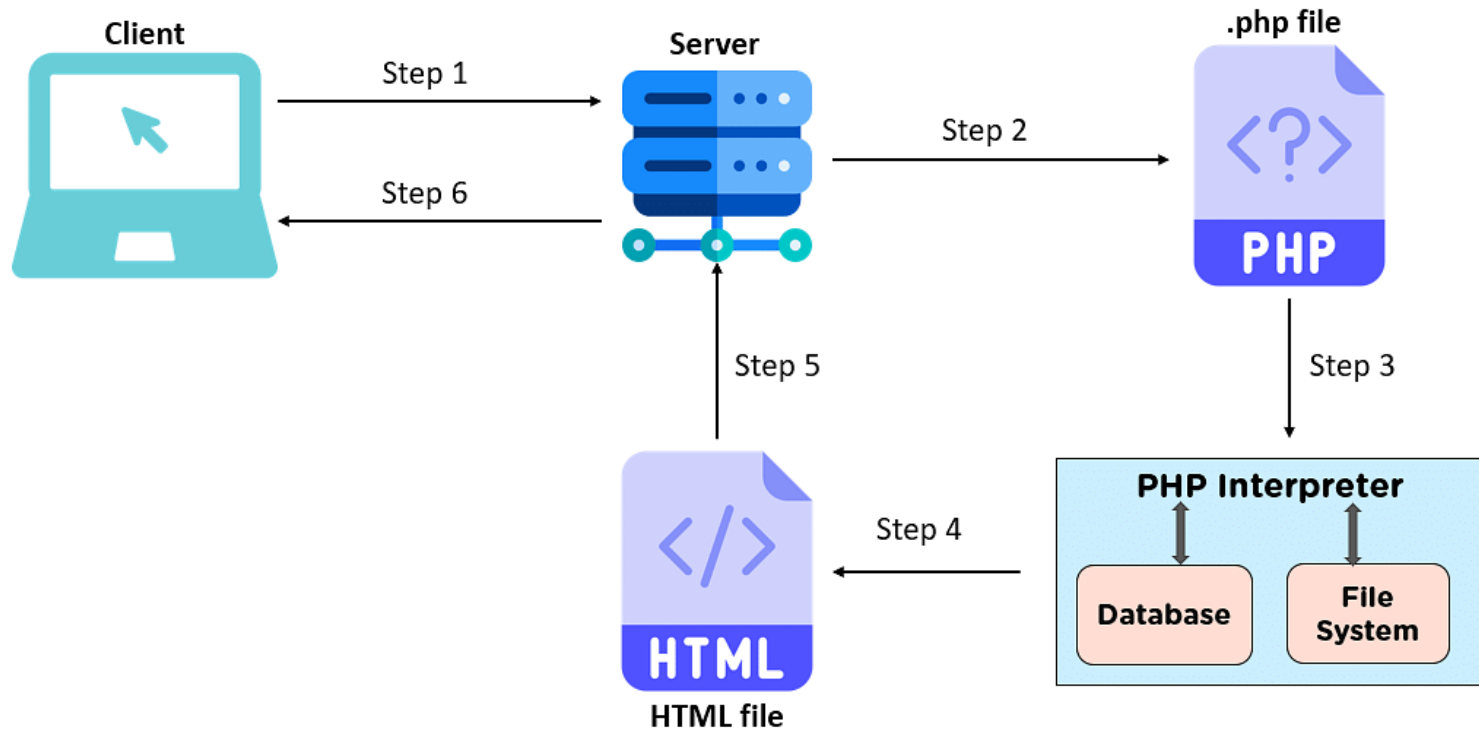 Client
Server
.php file
Step 1
Step 2
Step 6
PHP
Step 5
Step 3
PHP Interpreter
Step 4
Database
File
System
HTML
HTML file